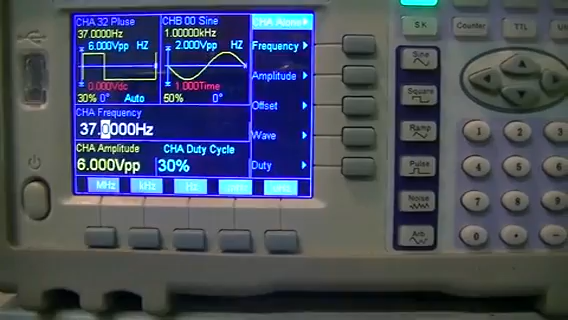 CHA 32 Pluse
37.0000Hz
6.000Vpp HZ
0.000Vdc
30% 0° Auto
CHB 00 Sine
1.00000kHz
2.000Vpp HZ
1.000Time
50% 0°
CHA Alone
Frequency
Amplitude
Offset
Wave
Duty
CHA Frequency
37.0000Hz
CHA Amplitude
6.000Vpp
CHA Duty Cycle
30%
MHz kHz Hz mHz uHz
S.K Counter TTL
Sine
Square
Ramp
Pulse
Noise
Arb
1 2 3
4 5 6
7 8 9
0 . -